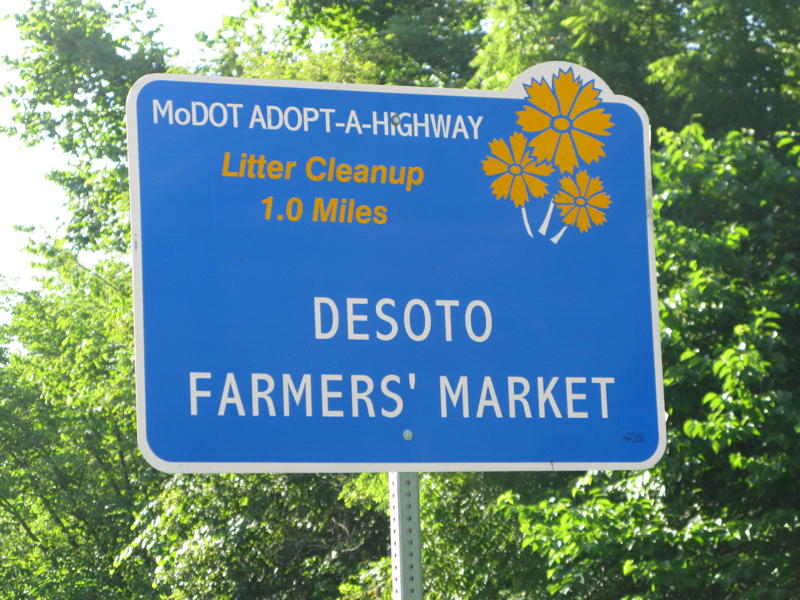 MoDOT ADOPT-A-HIGHWAY
Litter Cleanup
1.0 Miles
DESOTO
FARMERS' MARKET